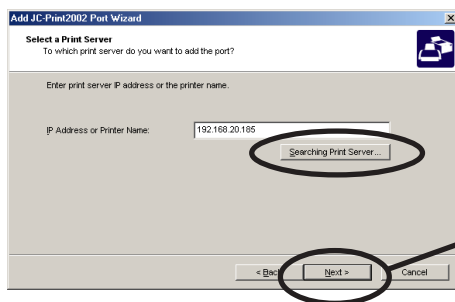 Add JC-Print2002 Port Wizard
Select a Print Server
To which print server do you want to add the port?
Enter print server IP address or the printer name.
IP Address or Printer Name: 192.168.20.185
Searching Print Server...
< Back Next > Cancel